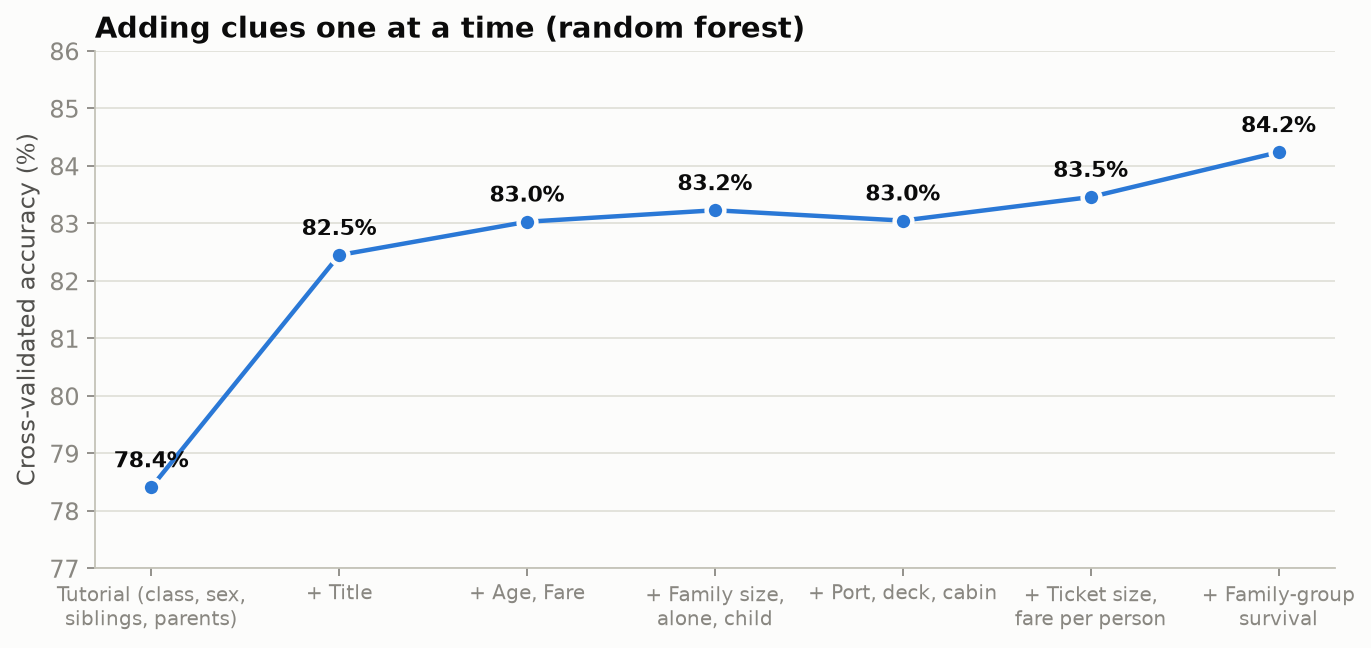 Adding clues one at a time (random forest)
Cross-validated accuracy (%)
86
85
84
83
82
81
80
79
78
77
78.4%
82.5%
83.0%
83.2%
83.0%
83.5%
84.2%
Tutorial (class, sex,
siblings, parents)
+ Title
+ Age, Fare
+ Family size,
alone, child
+ Port, deck, cabin
+ Ticket size,
fare per person
+ Family-group
survival